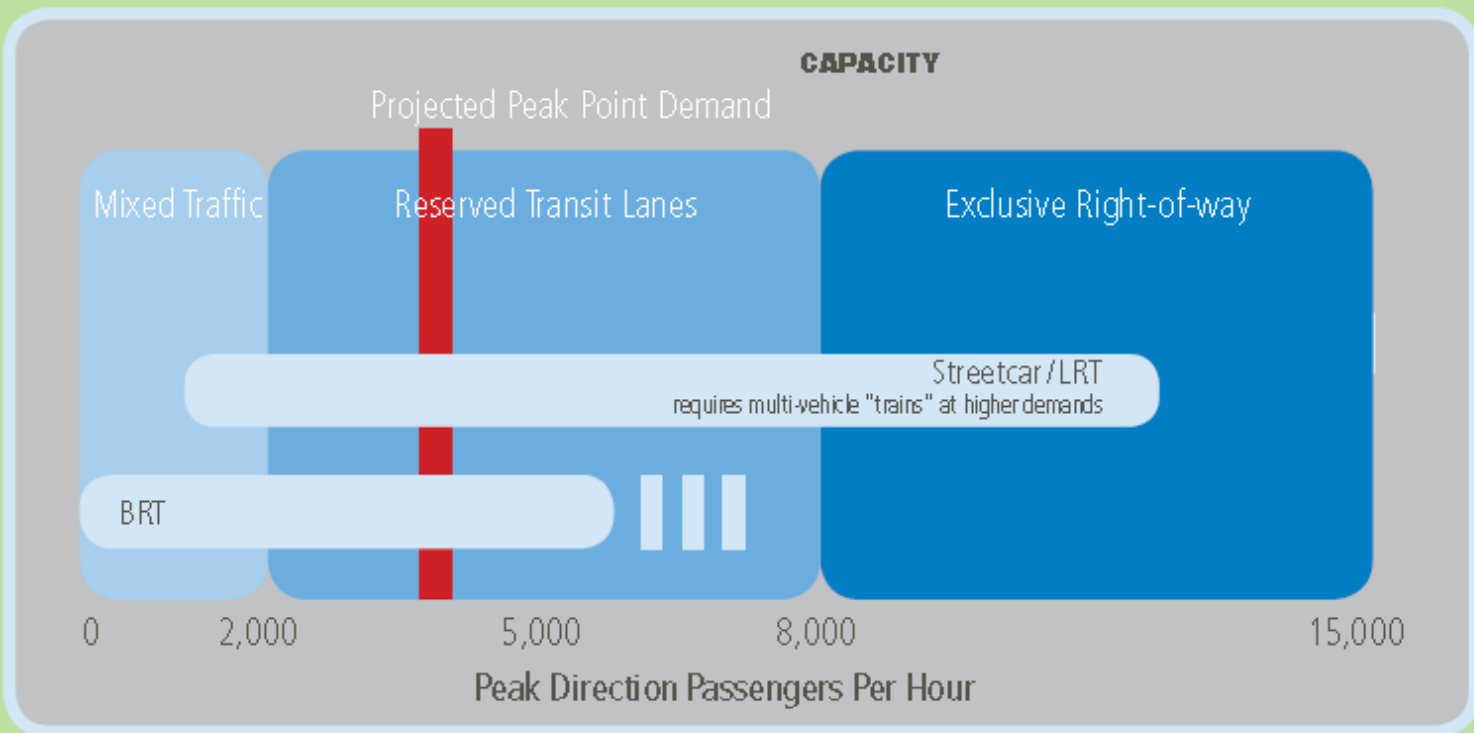 CAPACITY
Projected Peak Point Demand
Mixed Traffic
Reserved Transit Lanes
Exclusive Right-of-way
Streetcar/LRT
requires multi-vehicle "trains" at higher demands
BRT
0
2,000
5,000
8,000
15,000
Peak Direction Passengers Per Hour